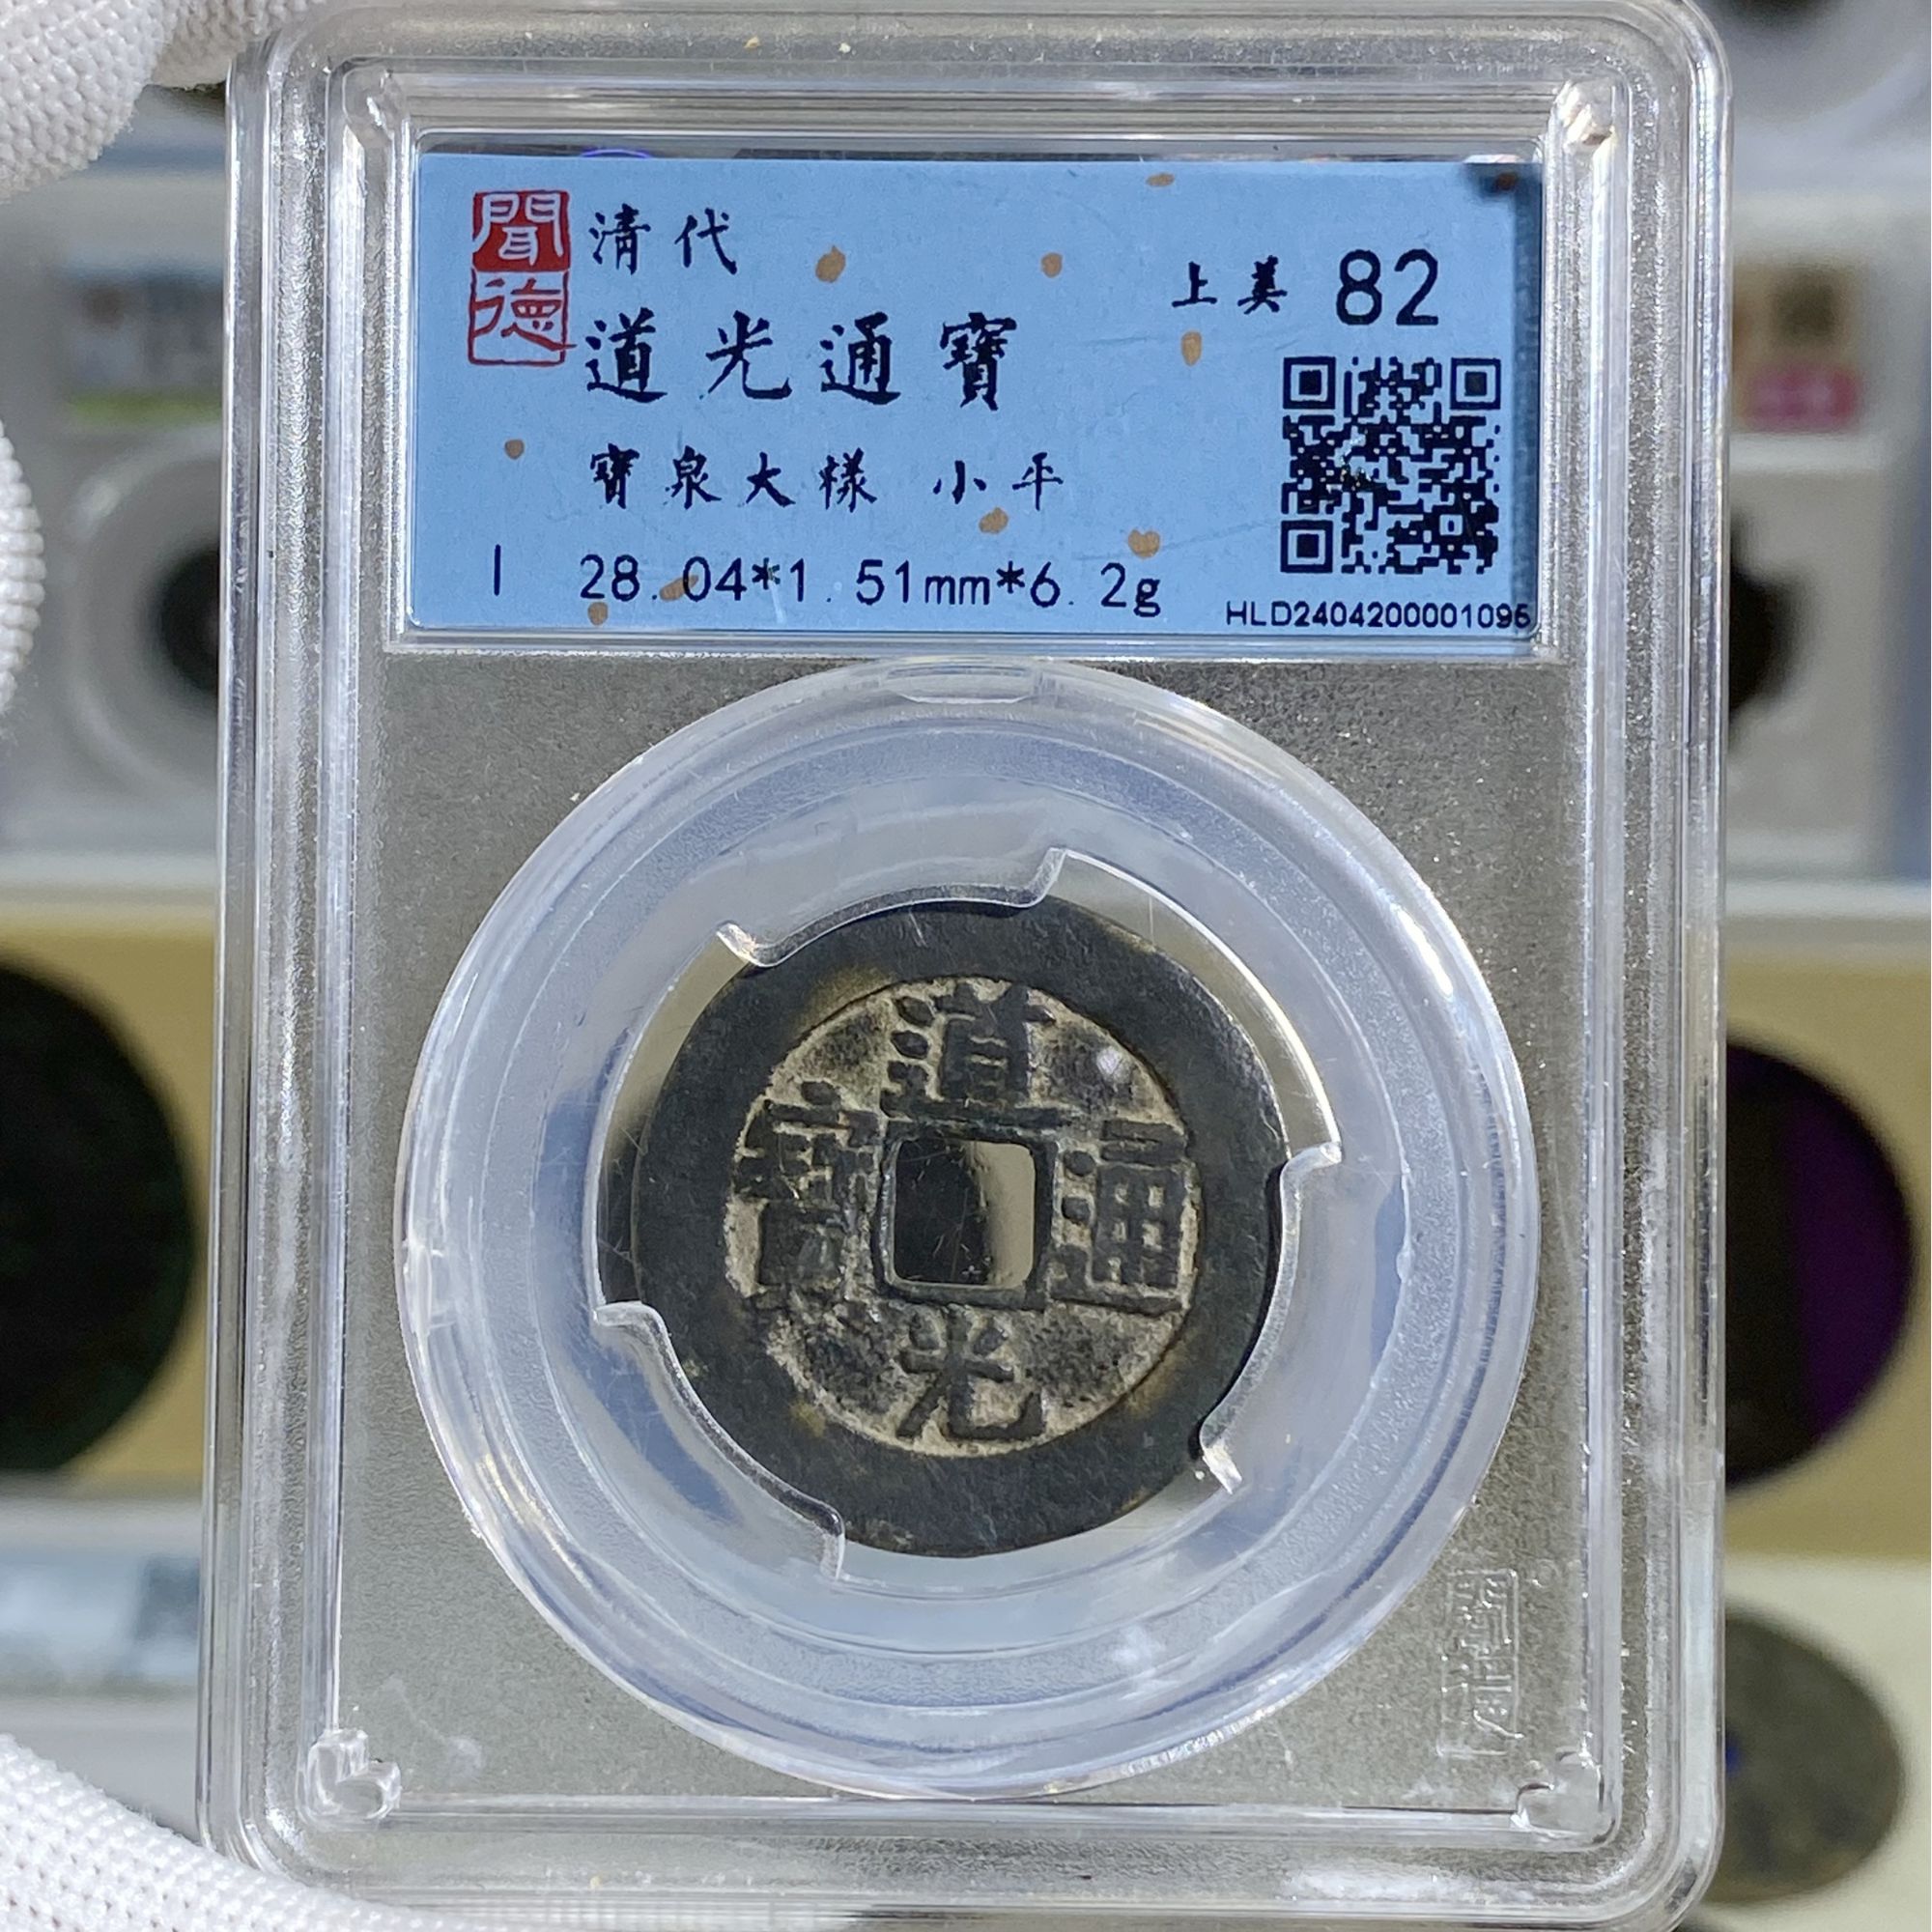 聞德
清代
道光通寶
上美 82
寶泉大樣 小平
| 28.04*1.51mm*6.2g
HLD2404200001096
道光通寶